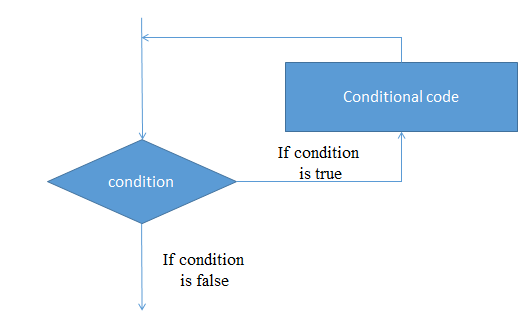 Conditional code
If condition
is true
condition
If condition
is false